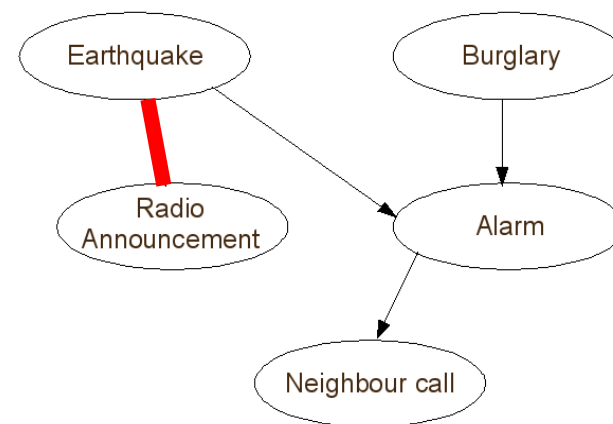 Earthquake
Burglary
Radio
Announcement
Alarm
Neighbour call